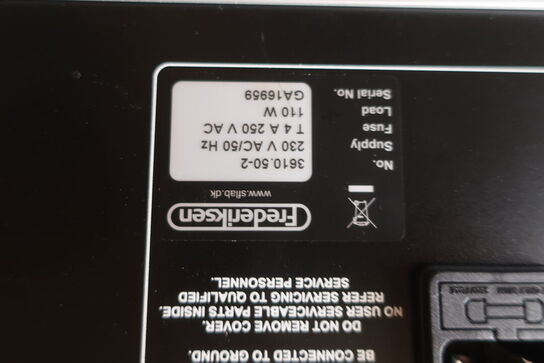 ...BE CONNECTED TO GROUND.
DO NOT REMOVE COVER.
NO USER SERVICEABLE PARTS INSIDE.
REFER SERVICING TO QUALIFIED
SERVICE PERSONNEL.
Frederiksen
www.sflab.dk
No. 3610.50-2
Supply 230 V AC/50 Hz
Fuse T 4 A 250 V AC
Load 110 W
Serial No. GA16959